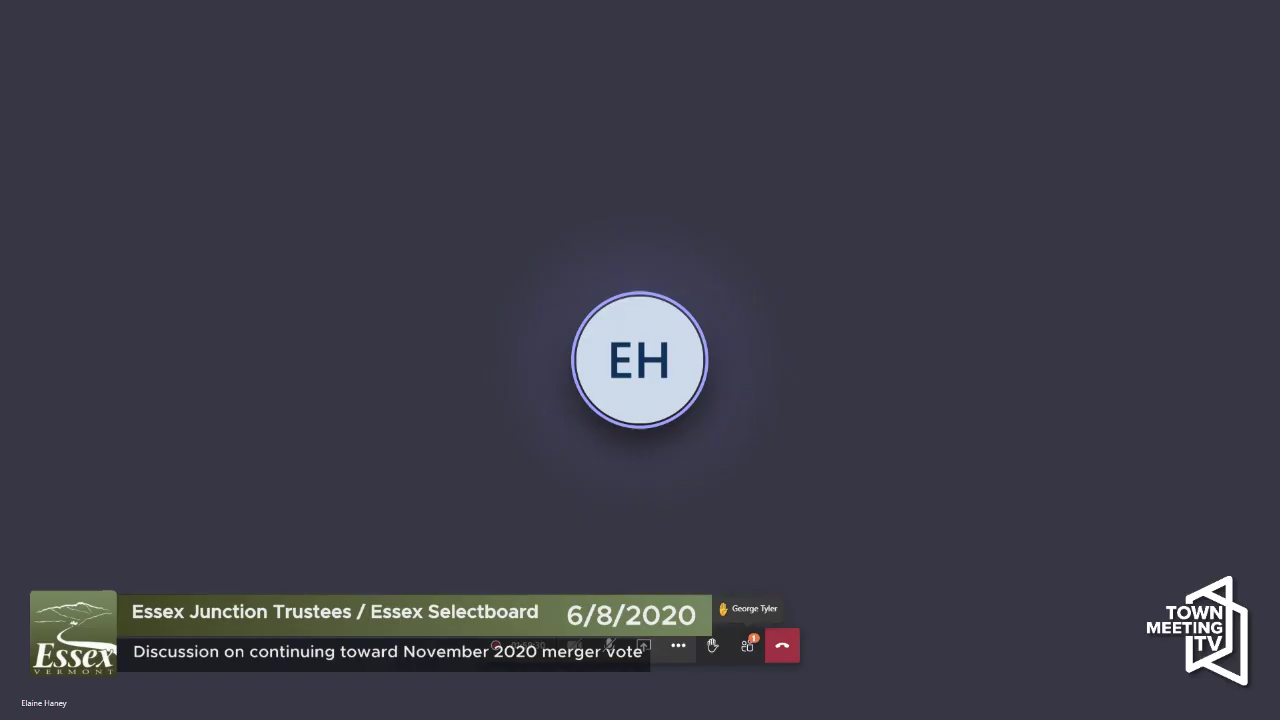 EH
Essex Junction Trustees / Essex Selectboard
6/8/2020
George Tyler
Discussion on continuing toward November 2020 merger vote
1
Essex
VERMONT
TOWN
MEETING
TV
Elaine Haney